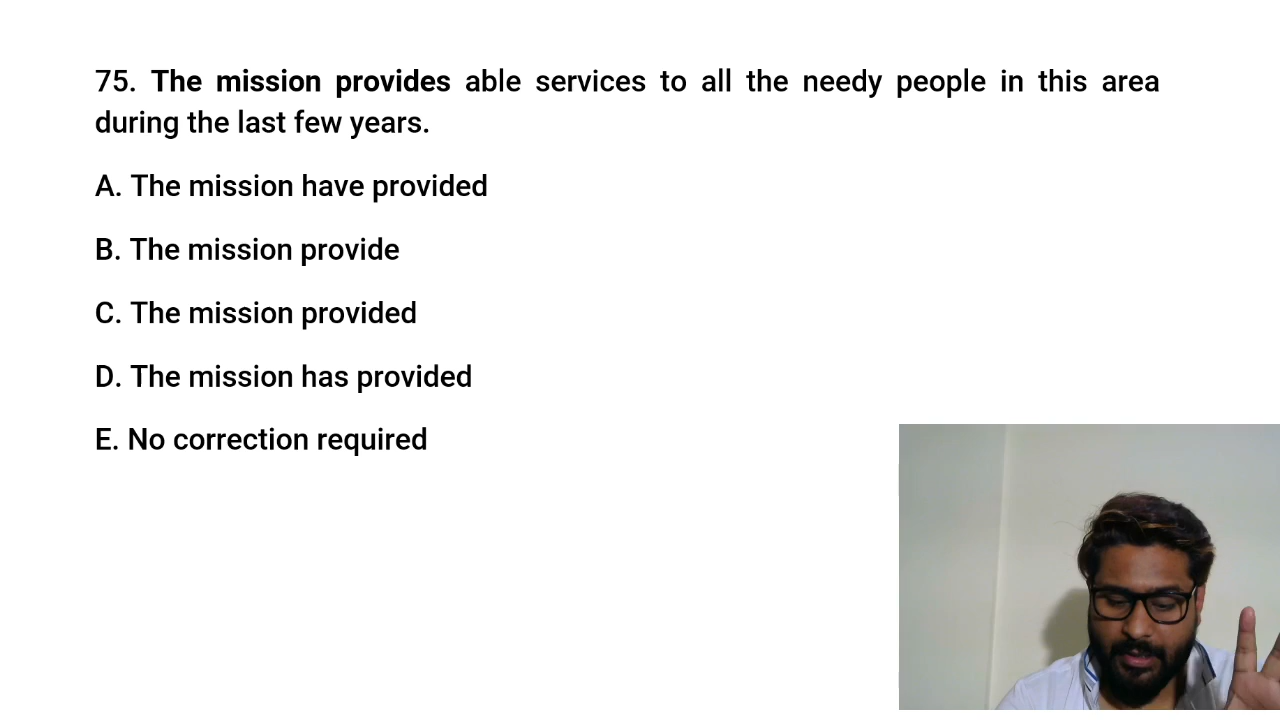 75. The mission provides able services to all the needy people in this area
during the last few years.
A. The mission have provided
B. The mission provide
C. The mission provided
D. The mission has provided
E. No correction required